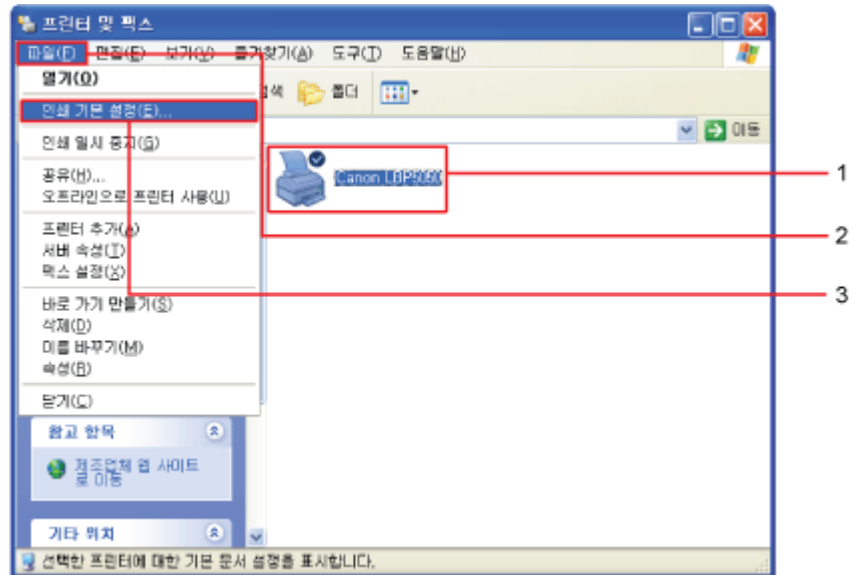 프린터 및 팩스
파일(F) 편집(E) 보기(V) 즐겨찾기(A) 도구(T) 도움말(H)
열기(O)
색 폴더
인쇄 기본 설정(E)...
이동
인쇄 일시 중지(G)
공유(H)...
Canon LBP5050
1
오프라인으로 프린터 사용(U)
프린터 추가(A)
2
서버 속성(T)
팩스 설정(X)
3
바로 가기 만들기(S)
삭제(D)
이름 바꾸기(M)
속성(R)
닫기(C)
참고 항목
제조업체 웹 사이트
로 이동
기타 위치
선택한 프린터에 대한 기본 문서 설정을 표시합니다.